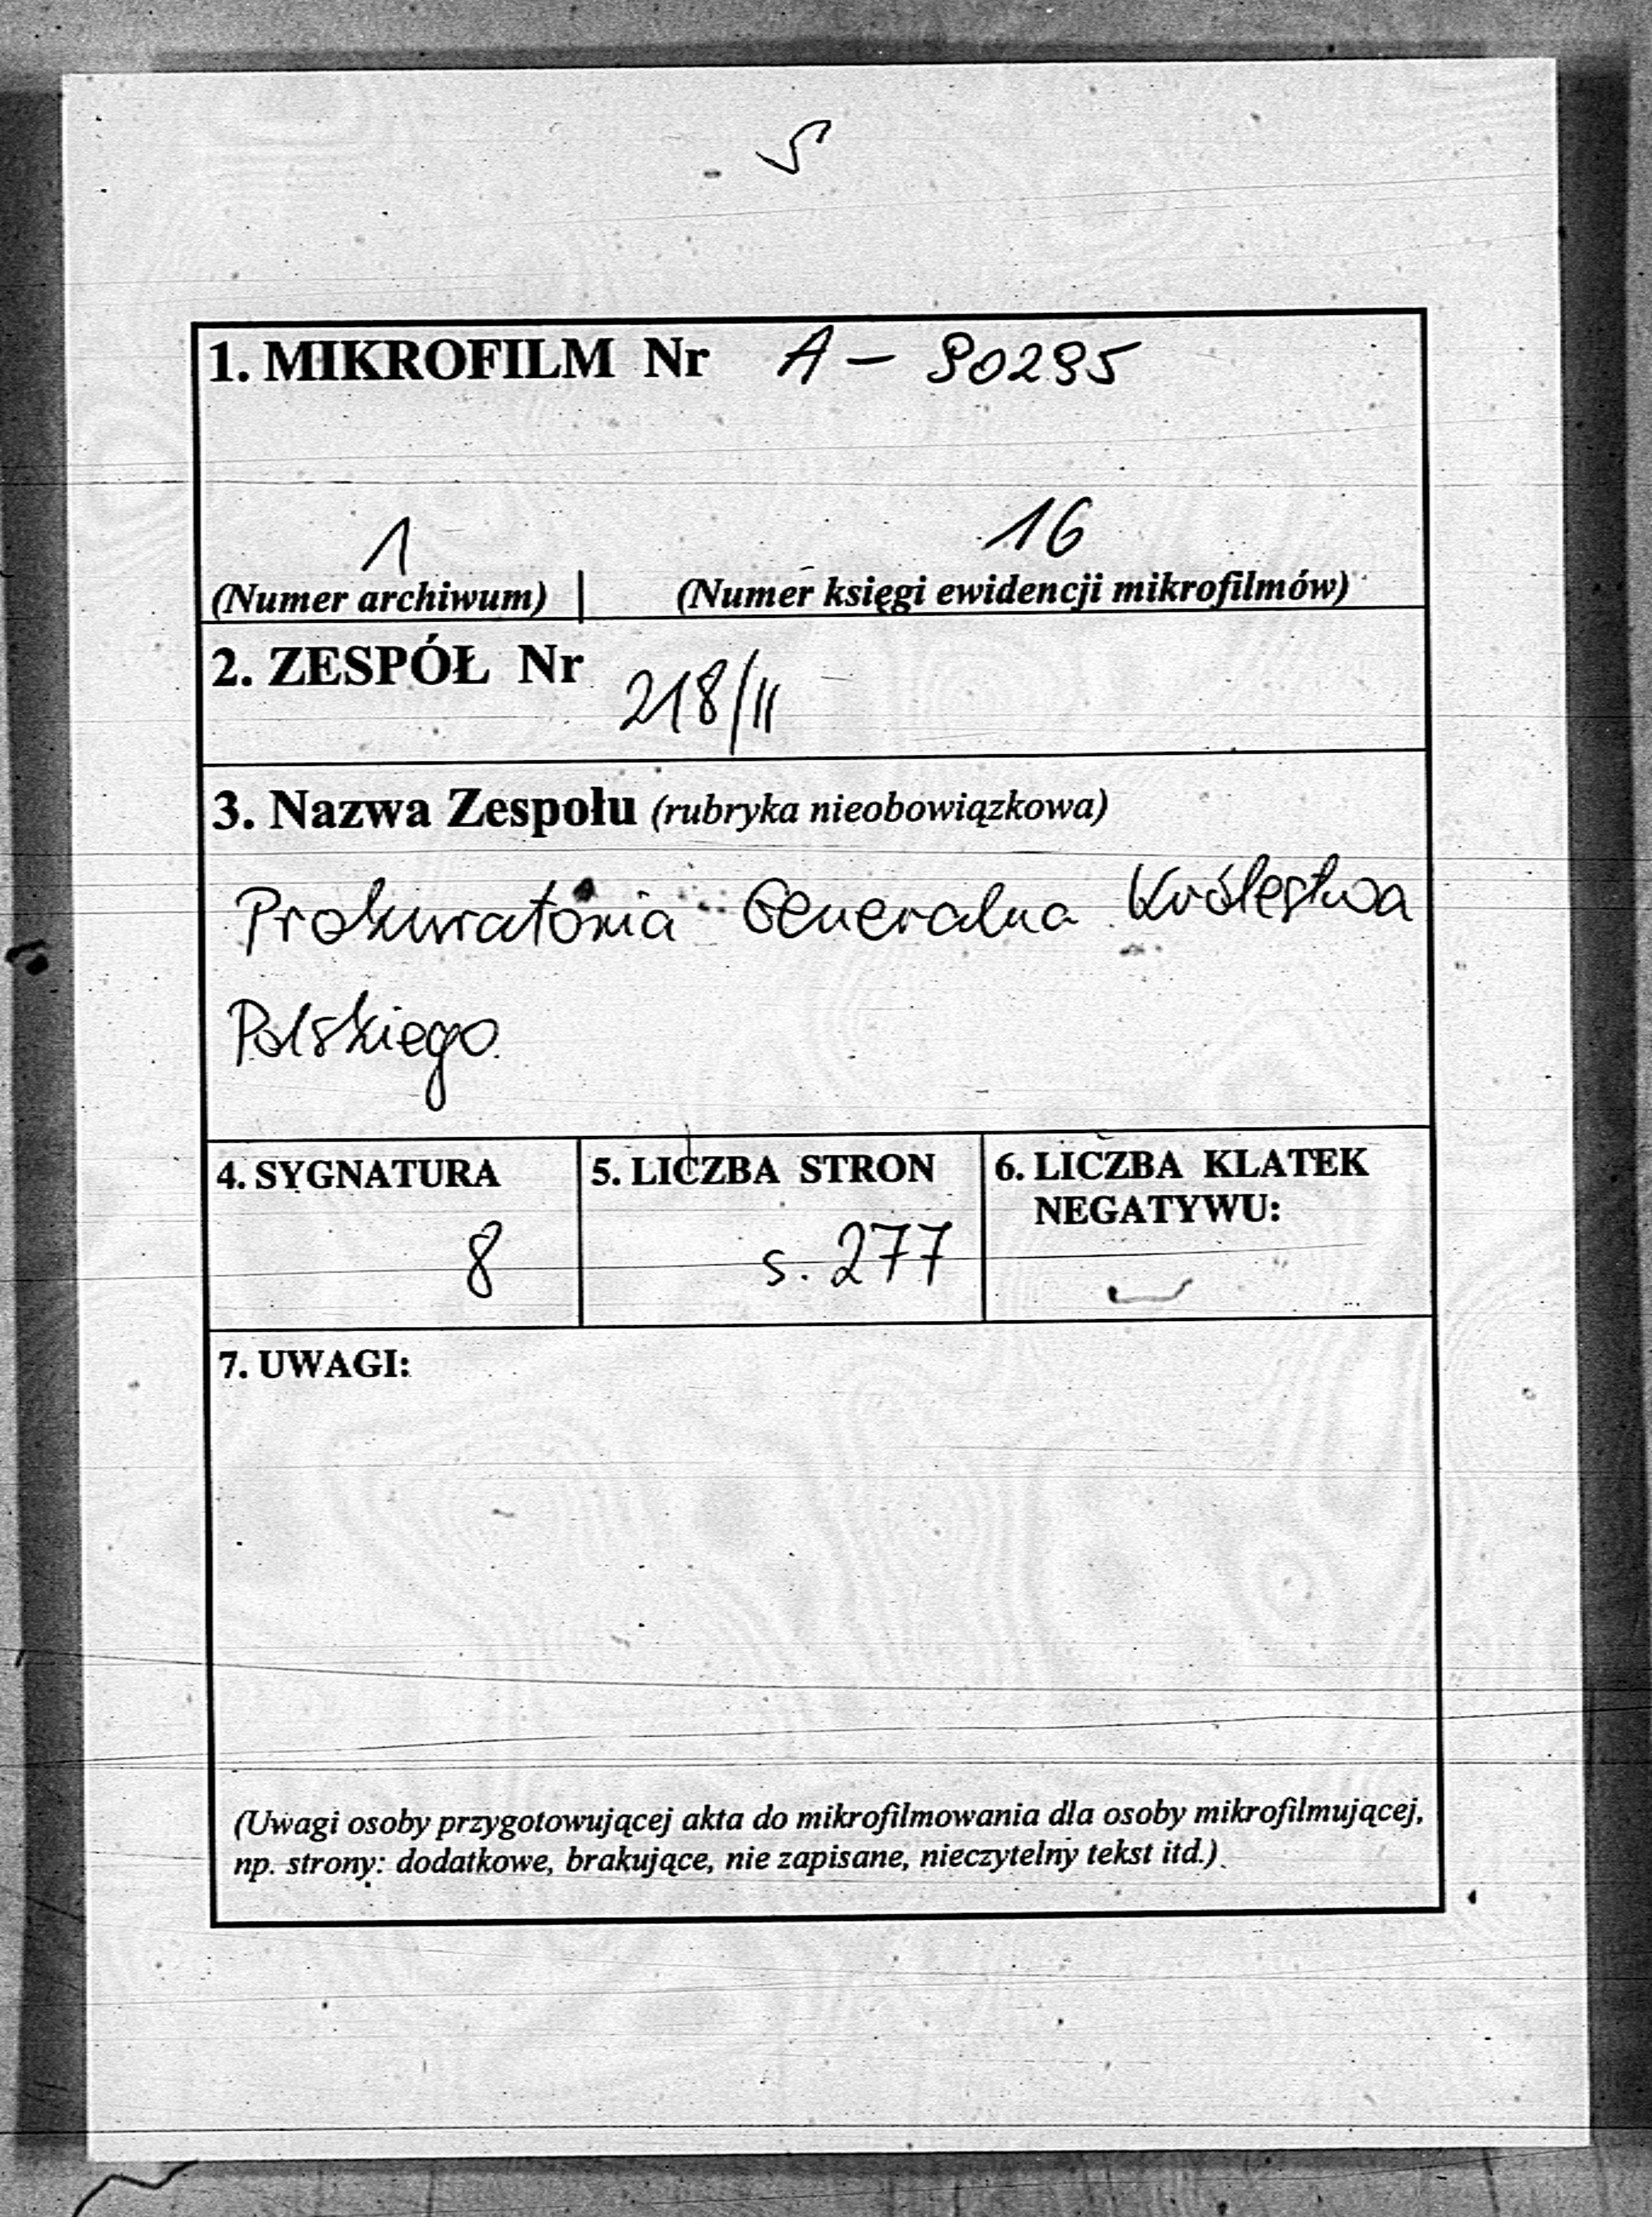 1. MIKROFILM Nr A - 90295
1 16
(Numer archiwum) | (Numer księgi ewidencji mikrofilmów)
2. ZESPÓŁ Nr 218/II
3. Nazwa Zespołu (rubryka nieobowiązkowa)
Prokuratoria Generalna Królestwa
Polskiego
4. SYGNATURA 5. LICZBA STRON 6. LICZBA KLATEK
NEGATYWU:
8 s. 277
7. UWAGI:
(Uwagi osoby przygotowującej akta do mikrofilmowania dla osoby mikrofilmującej,
np. strony: dodatkowe, brakujące, nie zapisane, nieczytelny tekst itd.)